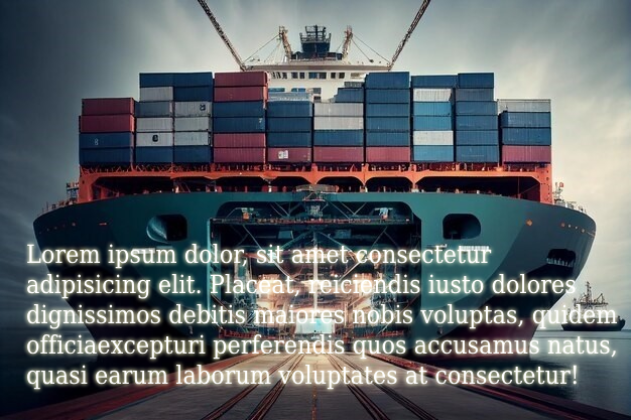 Lorem ipsum dolor, sit amet consectetur
adipisicing elit. Placeat, reiciendis iusto dolores
dignissimos debitis maiores nobis voluptas, quidem
officiaexcepturi perferendis quos accusamus natus,
quasi earum laborum voluptates at consectetur!